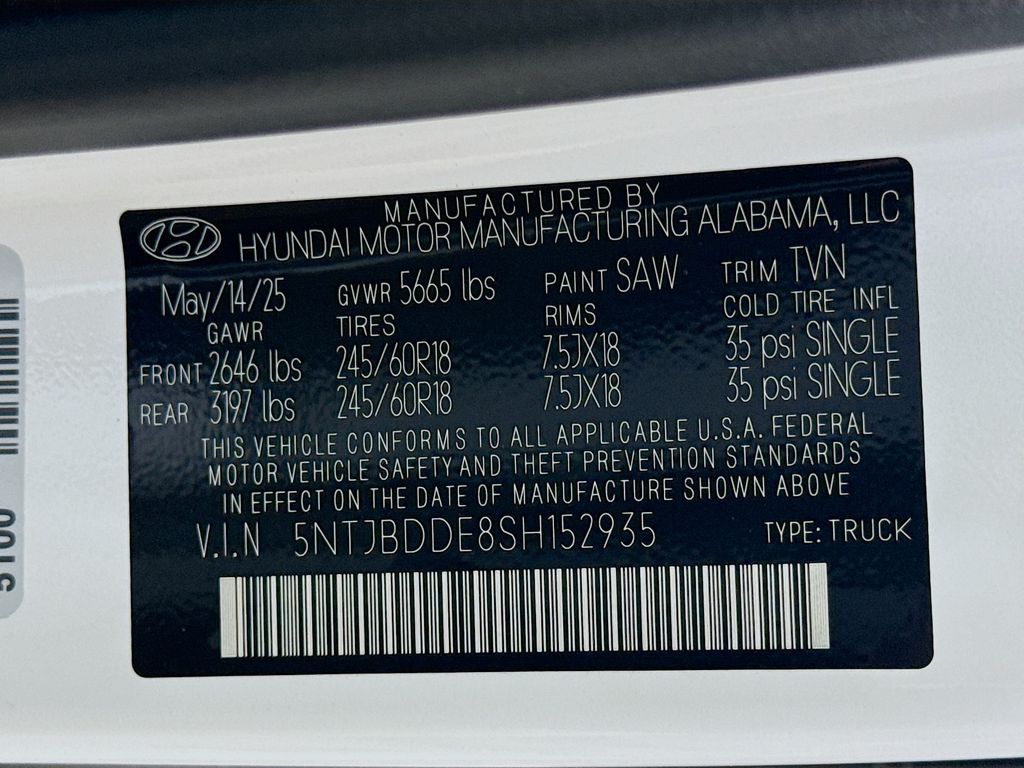 MANUFACTURED BY
HYUNDAI MOTOR MANUFACTURING ALABAMA, LLC
May/14/25 GVWR 5665 lbs PAINT SAW TRIM TVN
GAWR TIRES RIMS COLD TIRE INFL
FRONT 2646 lbs 245/60R18 7.5JX18 35 psi SINGLE
REAR 3197 lbs 245/60R18 7.5JX18 35 psi SINGLE
THIS VEHICLE CONFORMS TO ALL APPLICABLE U.S.A. FEDERAL
MOTOR VEHICLE SAFETY AND THEFT PREVENTION STANDARDS
IN EFFECT ON THE DATE OF MANUFACTURE SHOWN ABOVE
V.I.N 5NTJBDDE8SH152935 TYPE: TRUCK